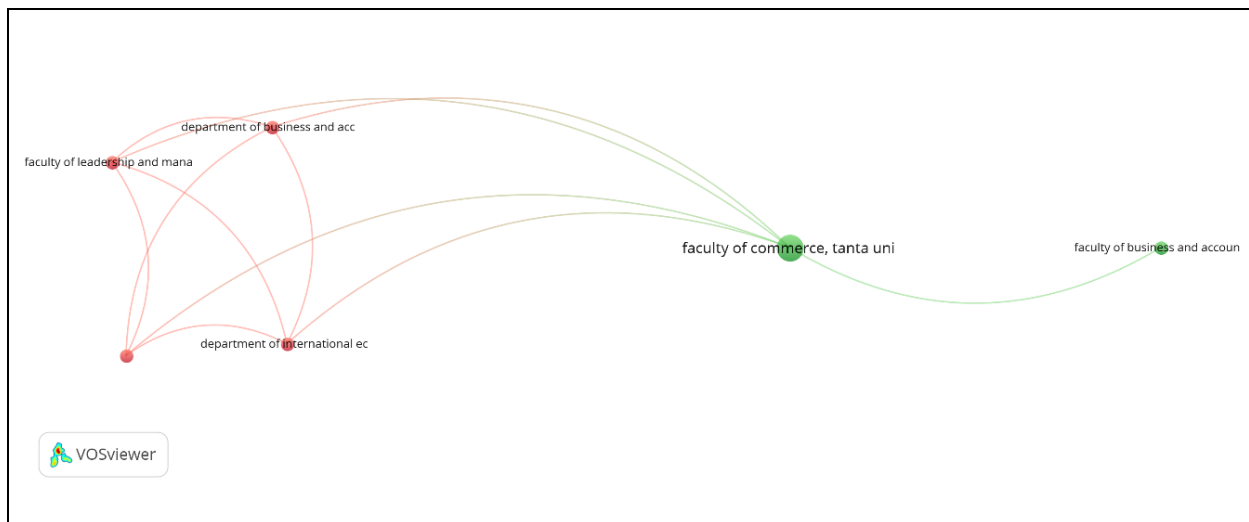 department of business and acc
faculty of leadership and mana
faculty of commerce, tanta uni
faculty of business and accoun
department of international ec
VOSviewer